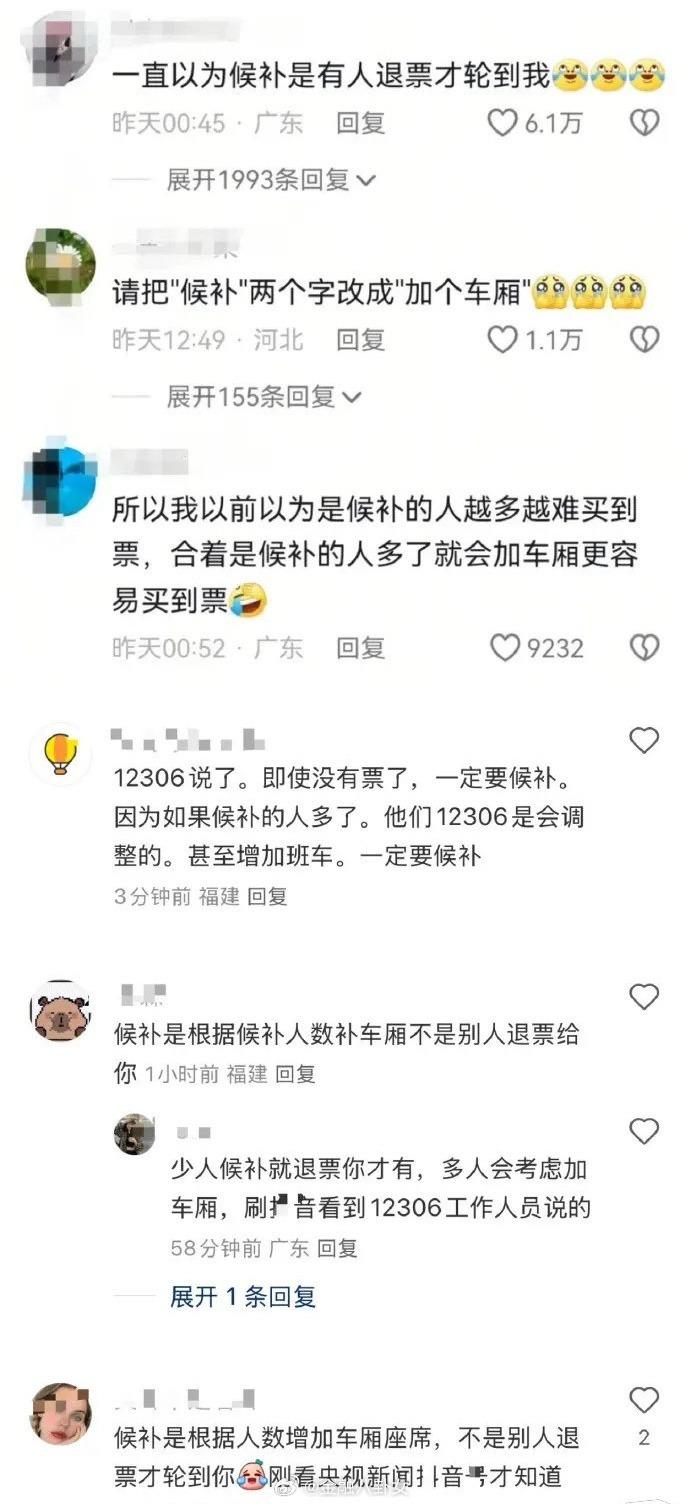 一直以为候补是有人退票才轮到我😂😂😂
昨天00:45 · 广东 回复 6.1万
展开1993条回复
请把"候补"两个字改成"加个车厢"🥹🥹🥹
昨天12:49 · 河北 回复 1.1万
展开155条回复
所以我以前以为是候补的人越多越难买到
票，合着是候补的人多了就会加车厢更容
易买到票🤣
昨天00:52 · 广东 回复 9232
12306说了。即使没有票了，一定要候补。
因为如果候补的人多了。他们12306是会调
整的。甚至增加班车。一定要候补
3分钟前 福建 回复
候补是根据候补人数补车厢不是别人退票给
你 1小时前 福建 回复
少人候补就退票你才有，多人会考虑加
车厢，刷抖音看到12306工作人员说的
58分钟前 广东 回复
展开 1 条回复
候补是根据人数增加车厢座席，不是别人退
2
票才轮到你刚看央视新闻抖音号才知道
@金融八卦女